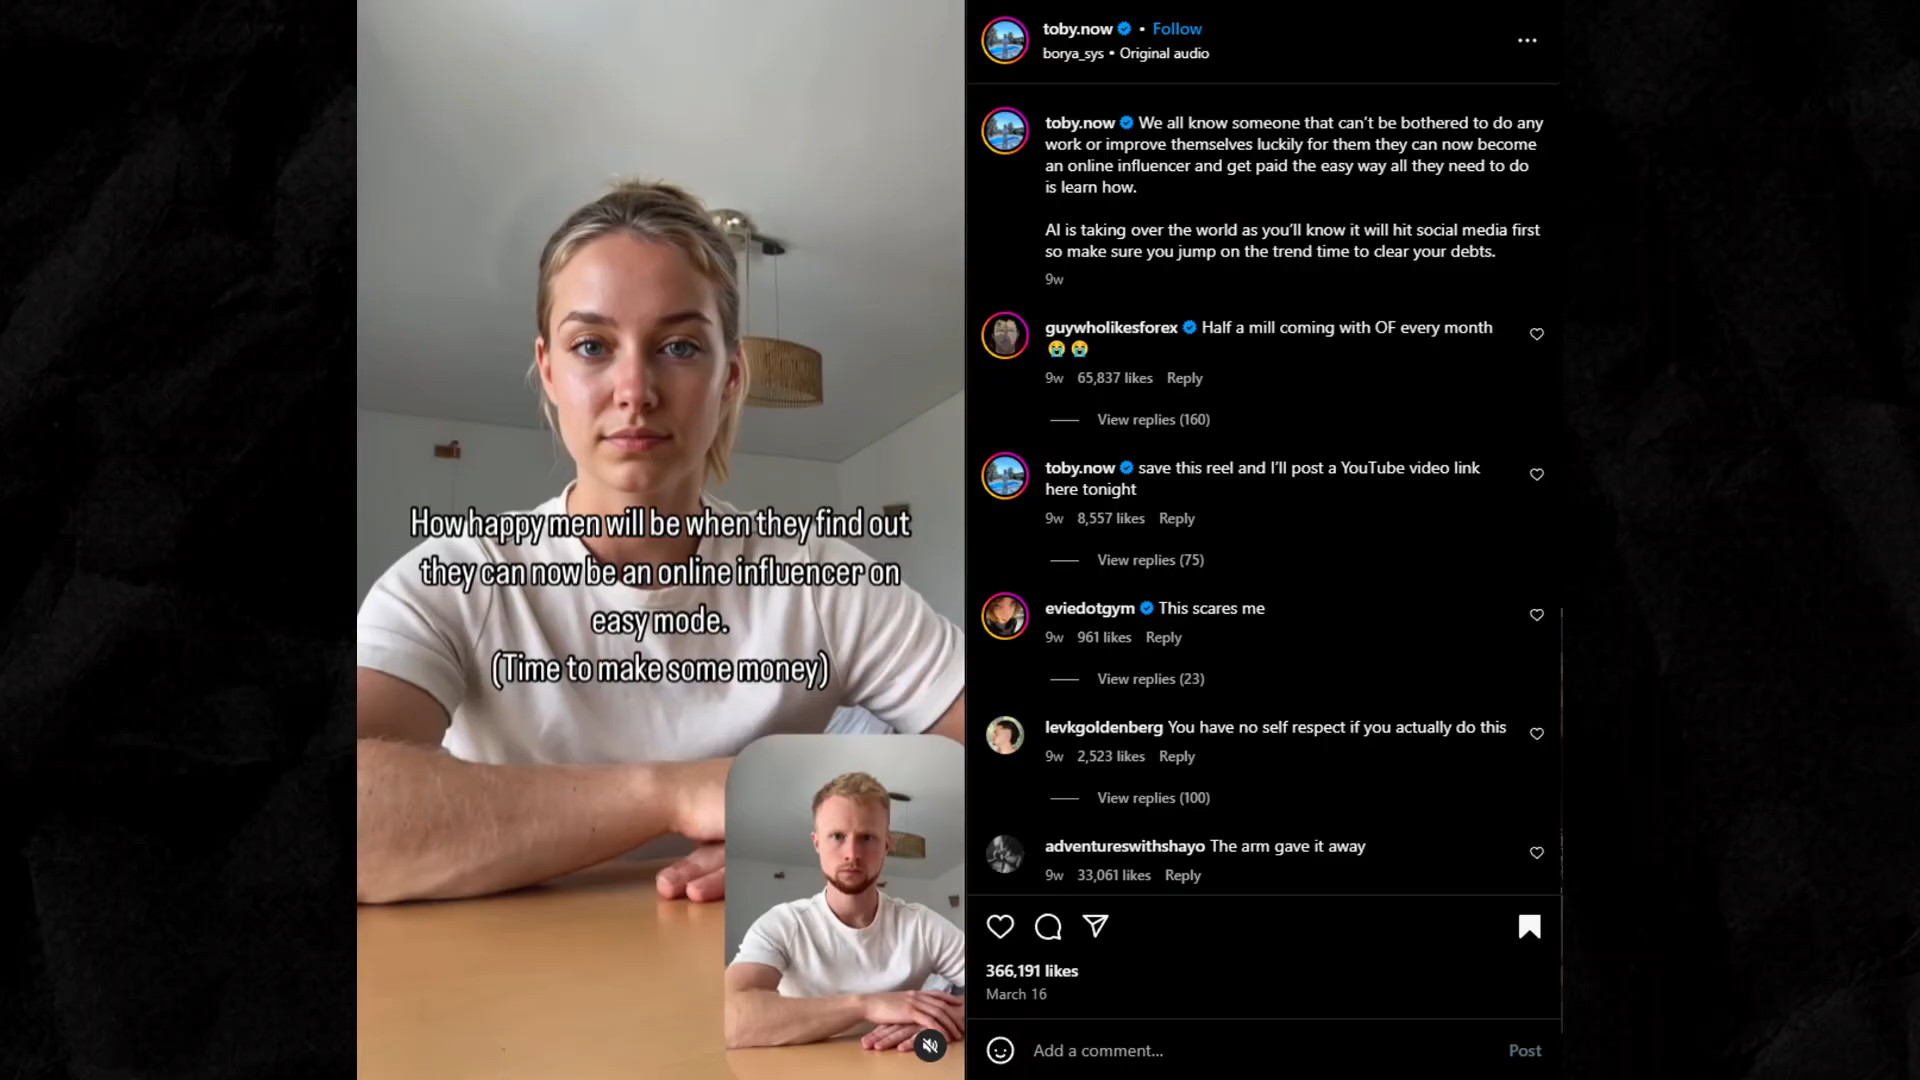 How happy men will be when they find out
they can now be an online influencer on
easy mode.
(Time to make some money)
toby.now • Follow
borya_sys • Original audio
toby.now We all know someone that can't be bothered to do any
work or improve themselves luckily for them they can now become
an online influencer and get paid the easy way all they need to do
is learn how.
AI is taking over the world as you'll know it will hit social media first
so make sure you jump on the trend time to clear your debts.
9w
guywholikesforex Half a mill coming with OF every month
😭😭
9w 65,837 likes Reply
View replies (160)
toby.now save this reel and I'll post a YouTube video link
here tonight
9w 8,557 likes Reply
View replies (75)
eviedotgym This scares me
9w 961 likes Reply
View replies (23)
levkgoldenberg You have no self respect if you actually do this
9w 2,523 likes Reply
View replies (100)
adventureswithshayo The arm gave it away
9w 33,061 likes Reply
366,191 likes
March 16
Add a comment...
Post